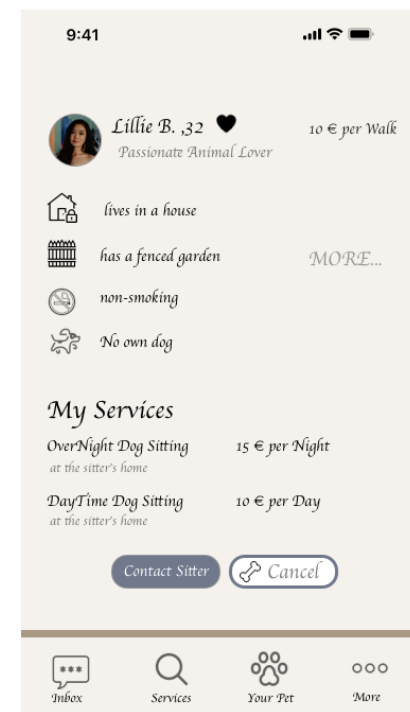 9:41
Lillie B. ,32
10 € per Walk
Passionate Animal Lover
lives in a house
has a fenced garden
MORE...
non-smoking
No own dog
My Services
OverNight Dog Sitting
15 € per Night
at the sitter's home
DayTime Dog Sitting
10 € per Day
at the sitter's home
Contact Sitter
Cancel
***
Inbox
Services
Your Pet
More